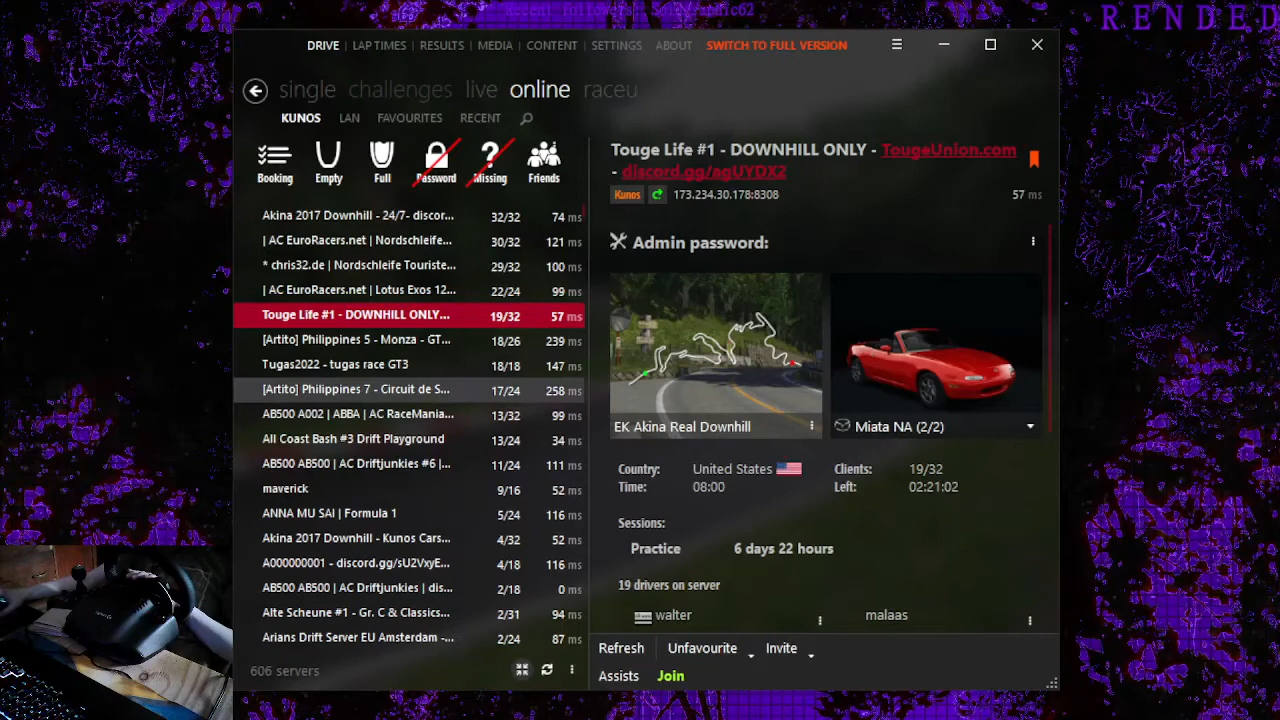 RENDED
DRIVE LAP TIMES RESULTS MEDIA CONTENT SETTINGS ABOUT SWITCH TO FULL VERSION
single challenges live online raceu
KUNOS LAN FAVOURITES RECENT
Booking Empty Full Password Missing Friends
Akina 2017 Downhill - 24/7- discor... 32/32 74 ms
| AC EuroRacers.net | Nordschleife... 30/32 121 ms
* chris32.de | Nordschleife Touriste... 29/32 100 ms
| AC EuroRacers.net | Lotus Exos 12... 22/24 99 ms
Touge Life #1 - DOWNHILL ONLY... 19/32 57 ms
[Artito] Philippines 5 - Monza - GT... 18/26 239 ms
Tugas2022 - tugas race GT3 18/18 147 ms
[Artito] Philippines 7 - Circuit de S... 17/24 258 ms
AB500 A002 | ABBA | AC RaceMania... 13/32 99 ms
All Coast Bash #3 Drift Playground 13/24 34 ms
AB500 AB500 | AC Driftjunkies #6 |... 11/24 111 ms
maverick 9/16 52 ms
ANNA MU SAI | Formula 1 5/24 116 ms
Akina 2017 Downhill - Kunos Cars... 4/32 52 ms
A0000001 - discord.gg/sU2VxyE... 4/18 116 ms
AB500 AB500 | AC Driftjunkies | dis... 2/18 0 ms
Alte Scheune #1 - Gr. C & Classics... 2/31 94 ms
Arians Drift Server EU Amsterdam -... 2/24 87 ms
606 servers
Touge Life #1 - DOWNHILL ONLY - TougeUnion.com
- discord.gg/agUYDX2
Kunos 173.234.30.178:8308 57 ms
Admin password:
EK Akina Real Downhill
Miata NA (2/2)
Country: United States Clients: 19/32
Time: 08:00 Left: 02:21:02
Sessions:
Practice 6 days 22 hours
19 drivers on server
walter malaas
Refresh Unfavourite Invite
Assists Join